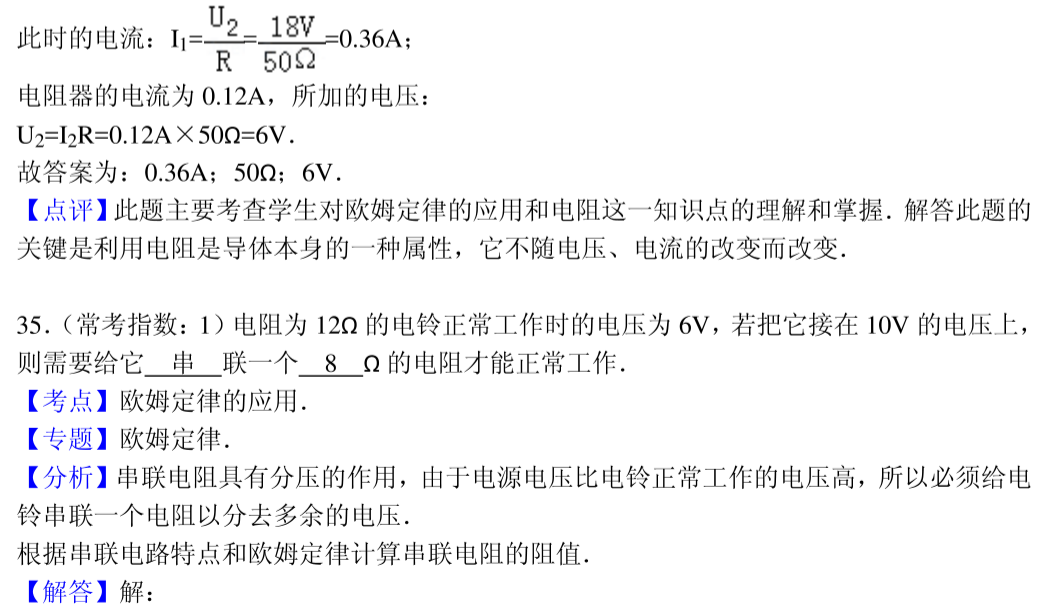 此时的电流：I₁=U₂/R=18V/50Ω=0.36A；
电阻器的电流为 0.12A，所加的电压：
U₂=I₂R=0.12A×50Ω=6V．
故答案为：0.36A；50Ω；6V．
【点评】此题主要考查学生对欧姆定律的应用和电阻这一知识点的理解和掌握．解答此题的
关键是利用电阻是导体本身的一种属性，它不随电压、电流的改变而改变．
35．（常考指数：1）电阻为 12Ω 的电铃正常工作时的电压为 6V，若把它接在 10V 的电压上，
则需要给它 串 联一个 8 Ω 的电阻才能正常工作．
【考点】欧姆定律的应用．
【专题】欧姆定律．
【分析】串联电阻具有分压的作用，由于电源电压比电铃正常工作的电压高，所以必须给电
铃串联一个电阻以分去多余的电压．
根据串联电路特点和欧姆定律计算串联电阻的阻值．
【解答】解：